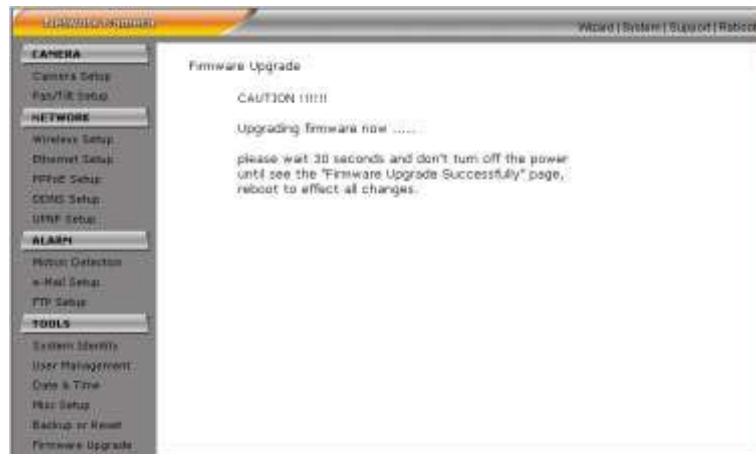 Network Camera
Wizard | System | Support | Reboot
CAMERA
Camera Setup
Pan/Tilt Setup
NETWORK
Wireless Setup
Ethernet Setup
PPPoE Setup
DDNS Setup
UPNP Setup
ALARM
Motion Detection
e-Mail Setup
FTP Setup
TOOLS
System Identity
User Management
Date & Time
Misc Setup
Backup or Reset
Firmware Upgrade
Firmware Upgrade
CAUTION !!!!!!
Upgrading firmware now .....
please wait 30 seconds and don't turn off the power
until see the "Firmware Upgrade Successfully" page,
reboot to effect all changes.